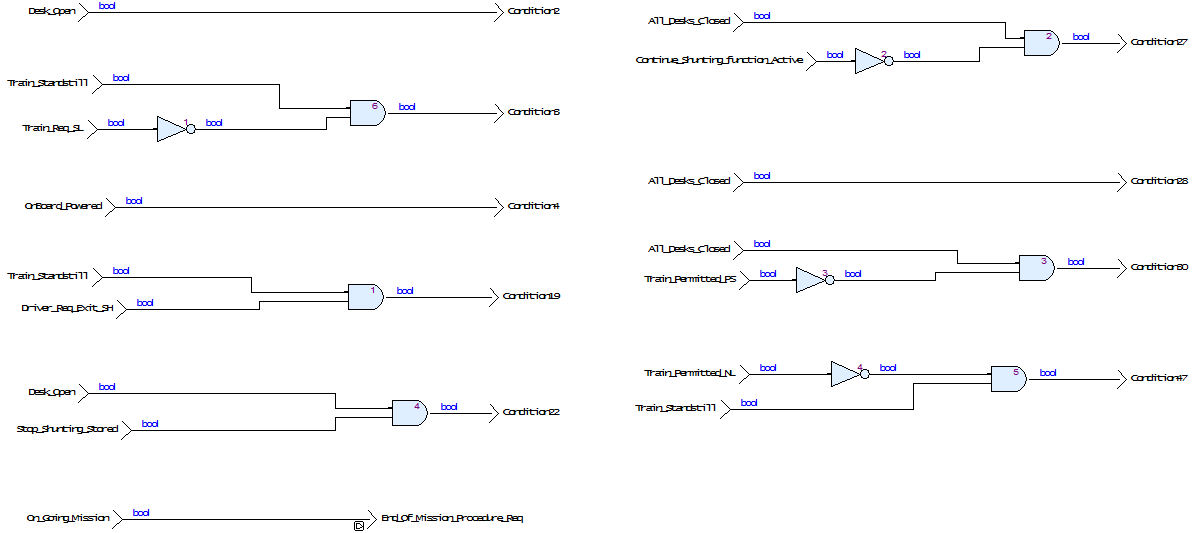 Desk_Open bool Condition2
Train_Standstill bool
6 bool Condition3
Train_Req_SL bool 1 bool
OnBoard_Powered bool Condition4
Train_Standstill bool
1 bool Condition19
Driver_Req_Exit_SH bool
Desk_Open bool
4 bool Condition22
Stop_Shunting_Stored bool
On_Going_Mission bool End_Of_Mission_Procedure_Req
All_Desks_Closed bool
2 bool Condition27
Continue_Shunting_function_Active bool 2 bool
All_Desks_Closed bool Condition28
All_Desks_Closed bool
3 bool Condition30
Train_Permitted_PS bool 3 bool
Train_Permitted_NL bool 4 bool
5 bool Condition47
Train_Standstill bool